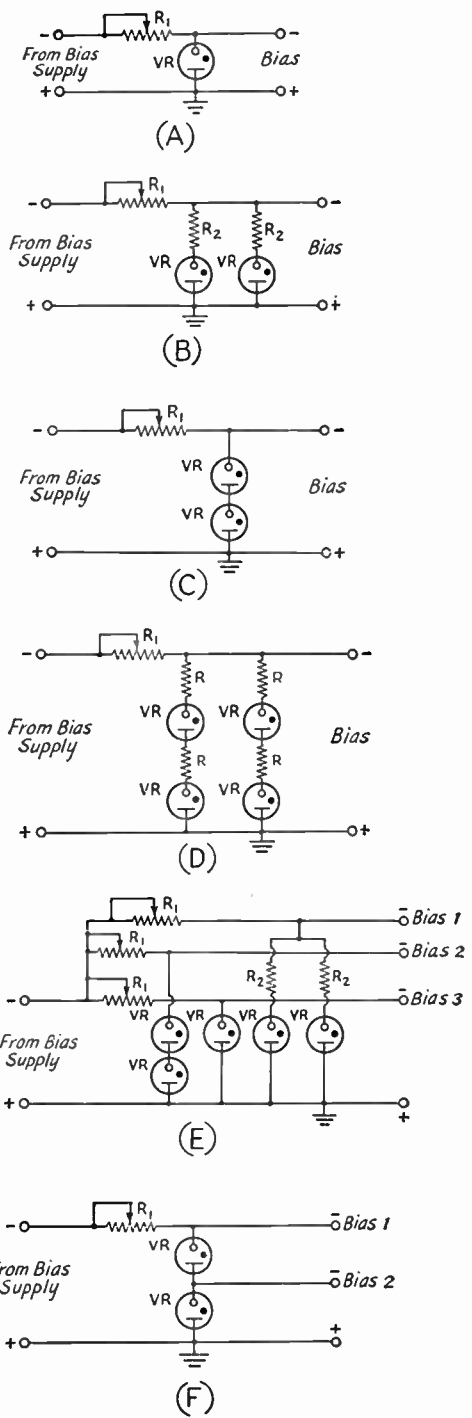 - R1 -
From Bias VR Bias
Supply
+ +
(A)
- R1 -
R2 R2
From Bias Bias
Supply VR VR
+ +
(B)
- R1 -
VR
From Bias Bias
Supply VR
+ +
(C)
- R1 -
R R
VR VR
From Bias Bias
Supply R R
VR VR
+ +
(D)
R1 - Bias 1
R1 - Bias 2
R2 R2
- R1 - Bias 3
VR VR VR VR
From Bias
Supply VR
+ +
(E)
- R1 - Bias 1
VR
From Bias - Bias 2
Supply VR
+ +
(F)